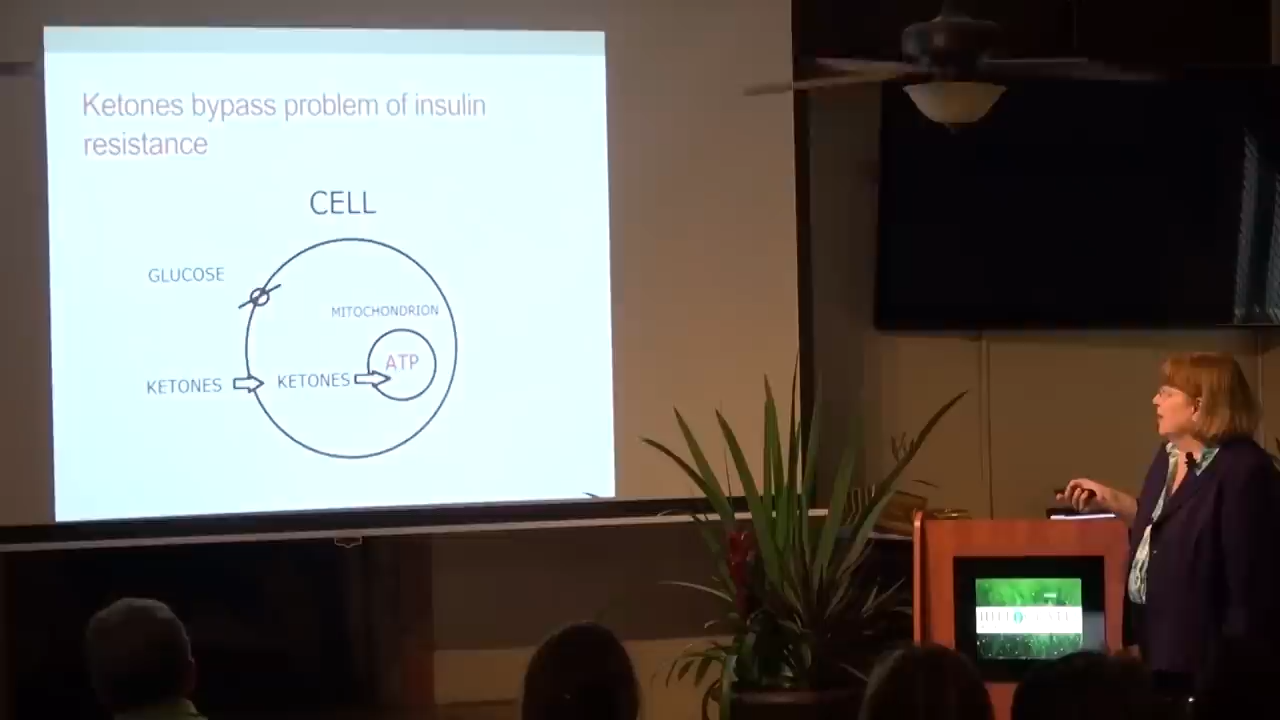 Ketones bypass problem of insulin
resistance
CELL
GLUCOSE
MITOCHONDRION
ATP
KETONES
KETONES